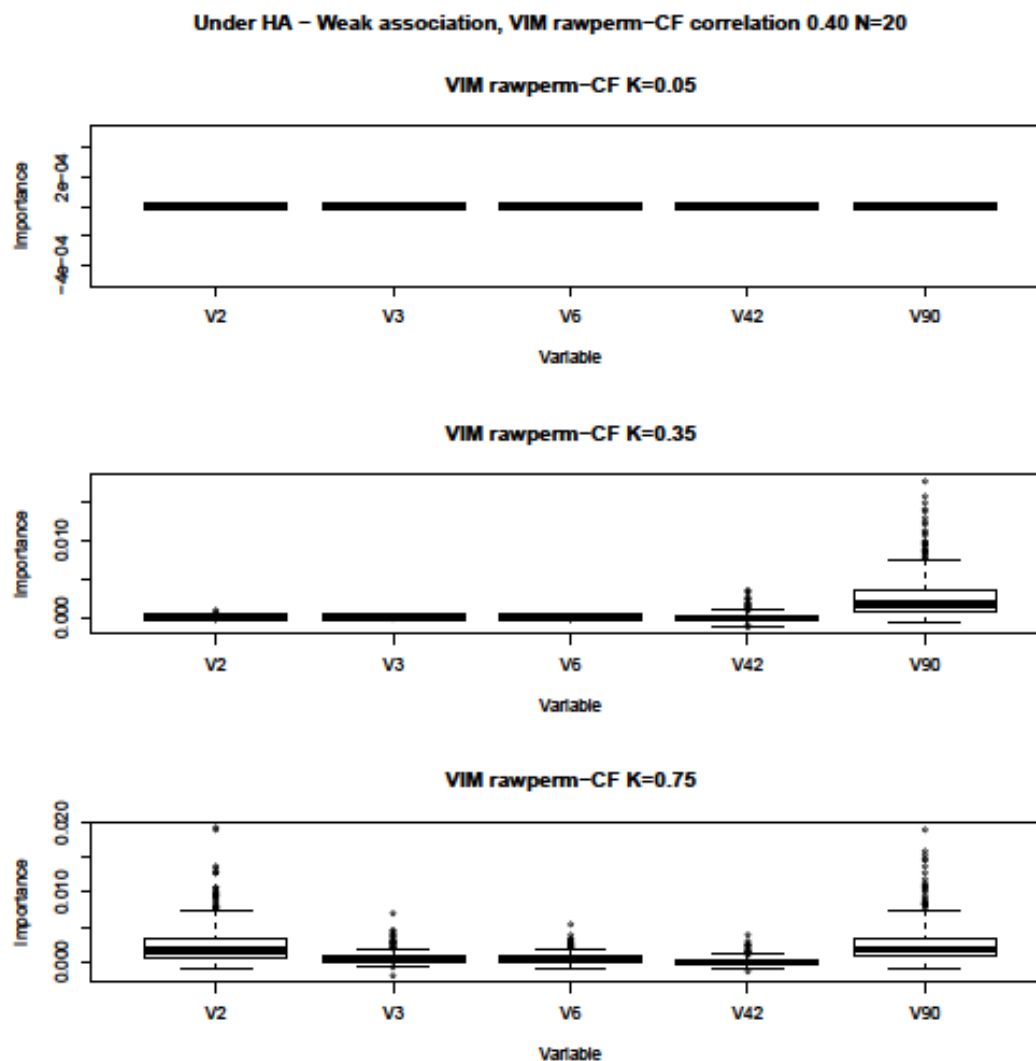 Under HA − Weak association, VIM rawperm−CF correlation 0.40 N=20
VIM rawperm−CF K=0.05
Importance
2e−04
−4e−04
V2 V3 V6 V42 V90
Variable
VIM rawperm−CF K=0.35
Importance
0.010
0.000
V2 V3 V6 V42 V90
Variable
VIM rawperm−CF K=0.75
Importance
0.020
0.010
0.000
V2 V3 V6 V42 V90
Variable